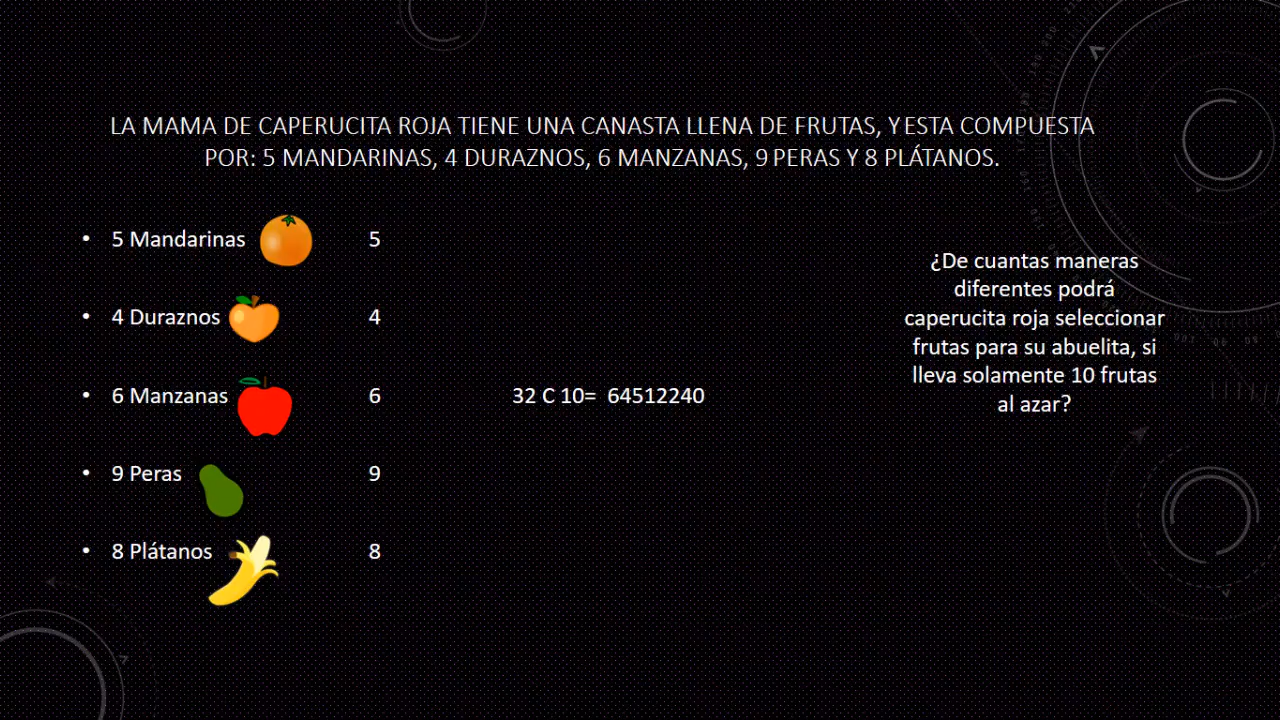 LA MAMA DE CAPERUCITA ROJA TIENE UNA CANASTA LLENA DE FRUTAS, Y ESTA COMPUESTA
POR: 5 MANDARINAS, 4 DURAZNOS, 6 MANZANAS, 9 PERAS Y 8 PLÁTANOS.
• 5 Mandarinas 5
• 4 Duraznos 4
• 6 Manzanas 6
• 9 Peras 9
• 8 Plátanos 8
32 C 10= 64512240
¿De cuantas maneras
diferentes podrá
caperucita roja seleccionar
frutas para su abuelita, si
lleva solamente 10 frutas
al azar?